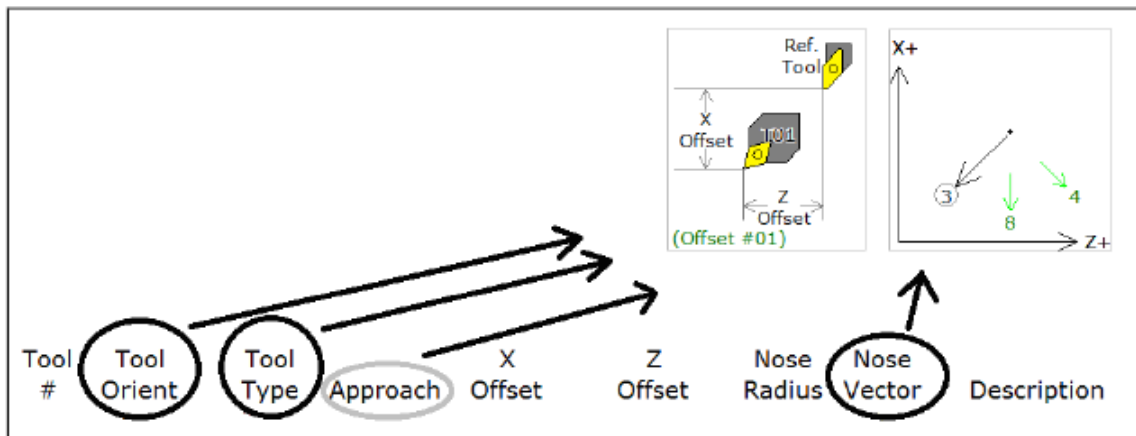 Ref.
Tool
X
Offset
T01
Z
Offset
(Offset #01)
X+
3
8
4
Z+
Tool
#
Tool
Orient
Tool
Type
Approach
X
Offset
Z
Offset
Nose
Radius
Nose
Vector
Description